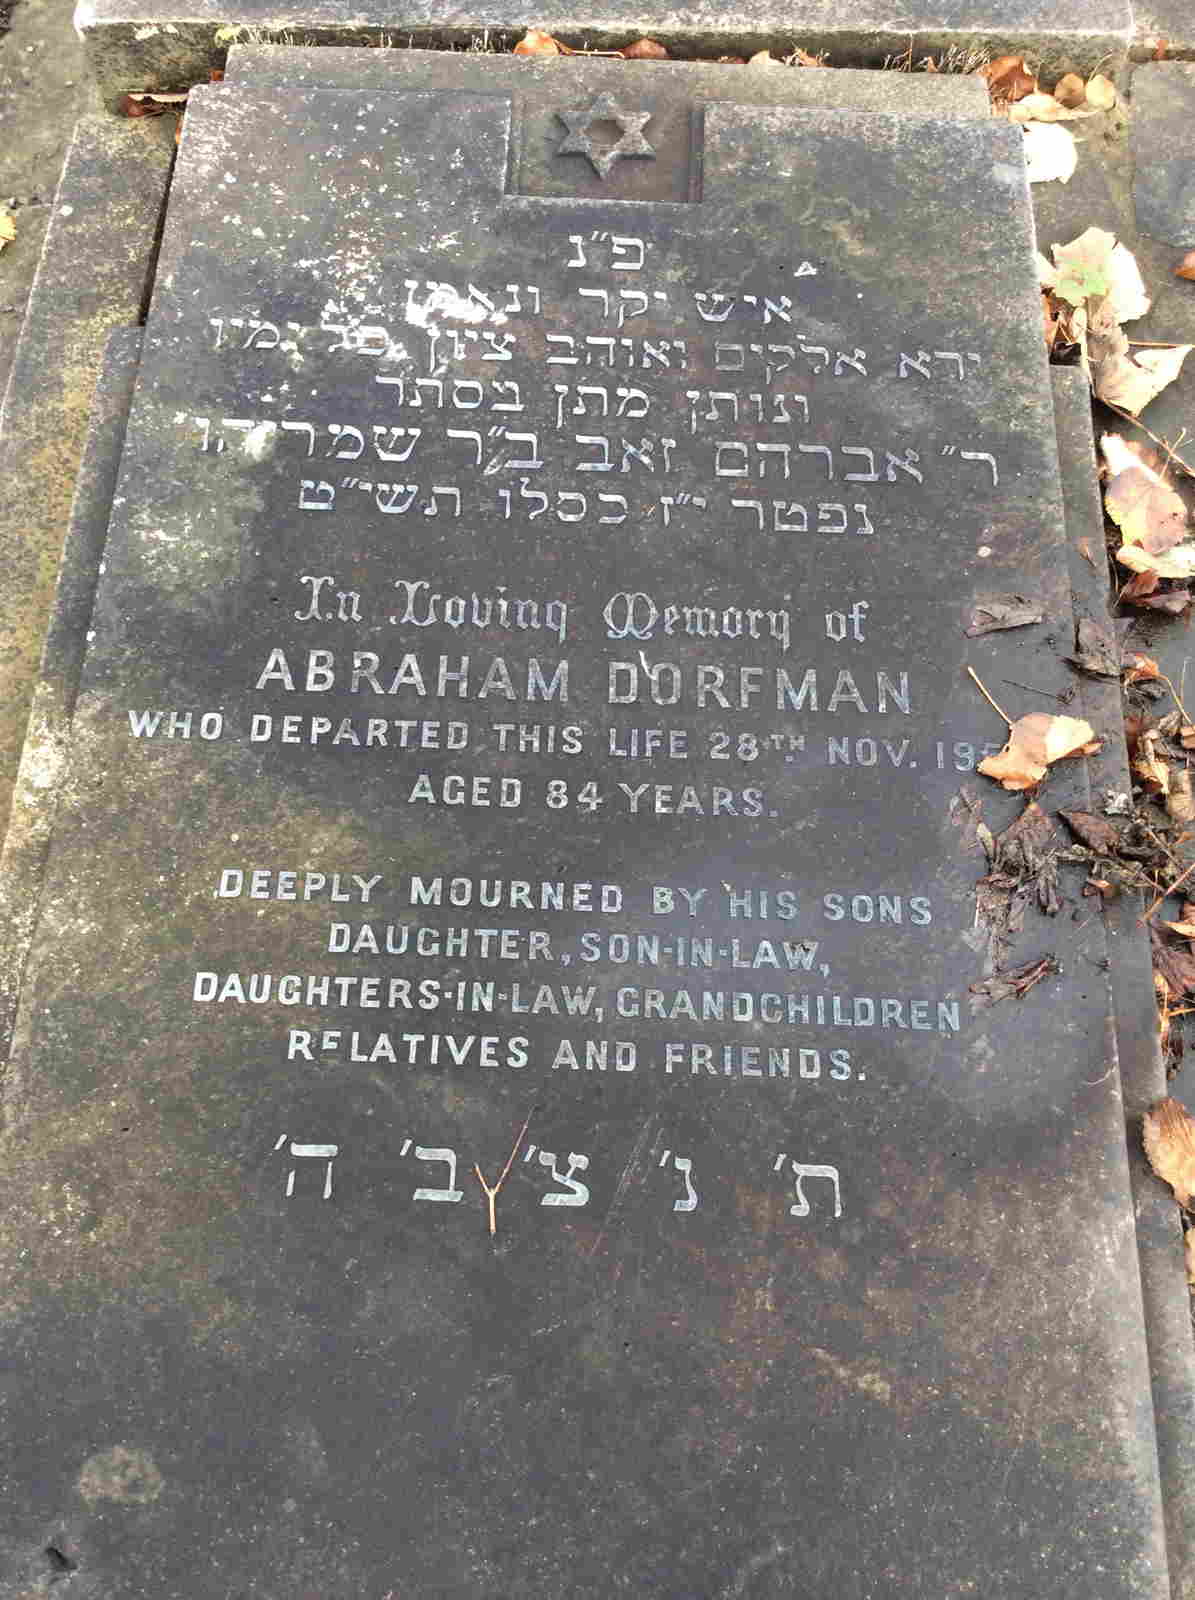 פ״נ
איש יקר ונאמן
ירא אלקים ואוהב ציון כל ימיו
ונותן מתן בסתר
ר״ אברהם זאב ב״ר שמריהו
נפטר י״ז כסלו תשי״ט
In Loving Memory of
ABRAHAM DORFMAN
WHO DEPARTED THIS LIFE 28TH NOV.
AGED 84 YEARS.
DEEPLY MOURNED BY HIS SONS
DAUGHTER, SON-IN-LAW,
DAUGHTERS-IN-LAW, GRANDCHILDREN
RELATIVES AND FRIENDS.
ת׳ נ׳ צ׳ ב׳ ה׳